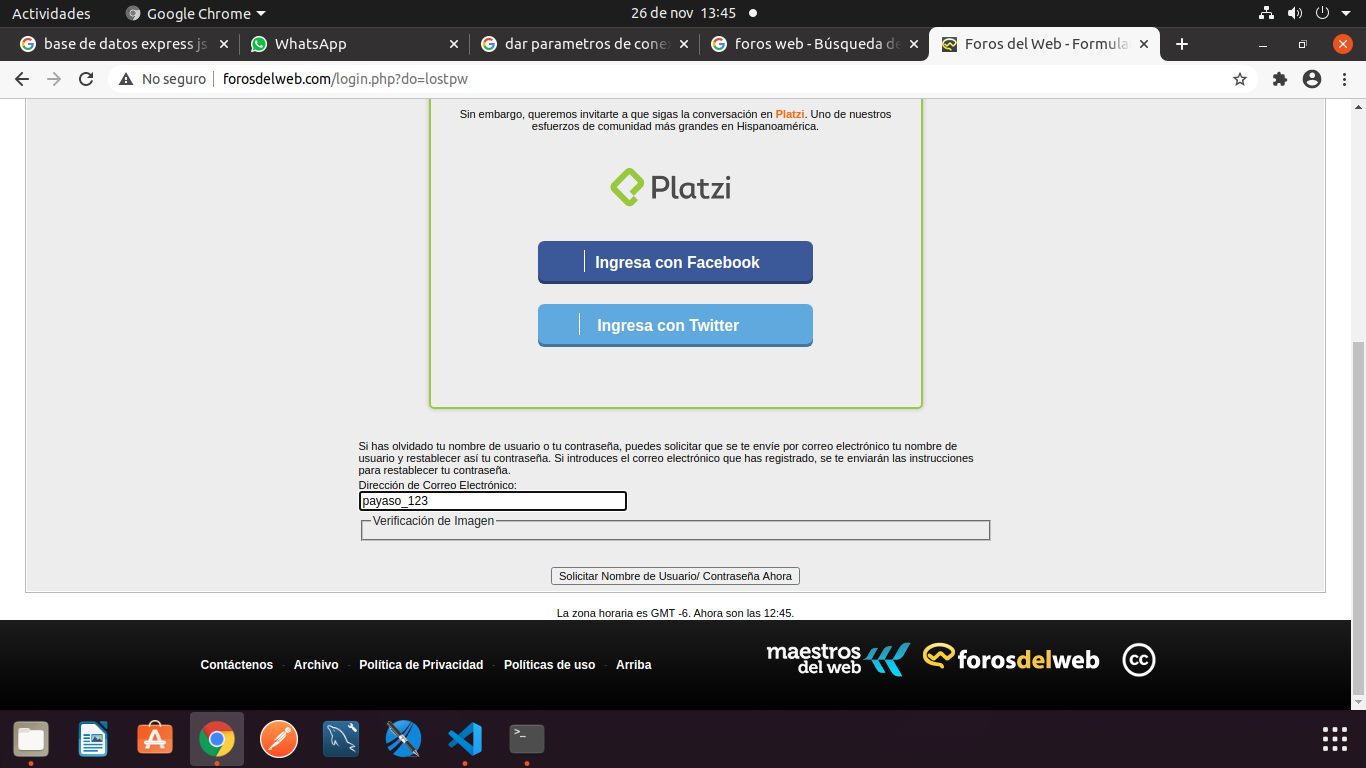 Actividades
Google Chrome
26 de nov 13:45
base de datos express js
WhatsApp
dar parametros de cone
foros web - Búsqueda de
Foros del Web - Formula
No seguro
forosdelweb.com/login.php?do=lostpw
Sin embargo, queremos invitarte a que sigas la conversación en Platzi. Uno de nuestros
esfuerzos de comunidad más grandes en Hispanoamérica.
Platzi
Ingresa con Facebook
Ingresa con Twitter
Si has olvidado tu nombre de usuario o tu contraseña, puedes solicitar que se te envíe por correo electrónico tu nombre de
usuario y restablecer así tu contraseña. Si introduces el correo electrónico que has registrado, se te enviarán las instrucciones
para restablecer tu contraseña.
Dirección de Correo Electrónico:
payaso_123
Verificación de Imagen
Solicitar Nombre de Usuario/ Contraseña Ahora
La zona horaria es GMT -6. Ahora son las 12:45.
Contáctenos - Archivo - Política de Privacidad - Políticas de uso - Arriba
maestros
del web
forosdelweb
cc